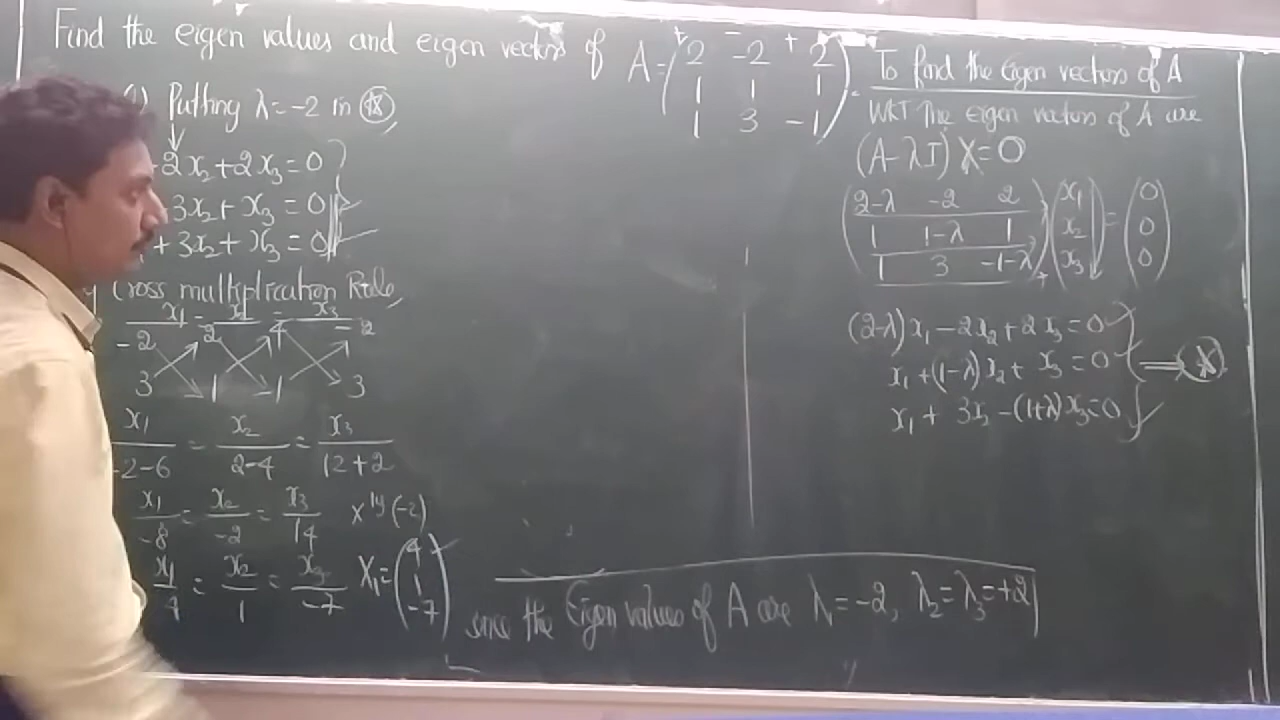 Find the eigen values and eigen vectors of A = ( 2 -2 2
1 1 1
1 3 -1 )
Putting λ = -2 in (*),
-2x₂ + 2x₃ = 0
3x₂ + x₃ = 0
+ 3x₂ + x₃ = 0
Cross multiplication Rule,
x₁ = x₂ = x₃
-2 2 4 -2
3 1 1 3
x₁/-2-6 = x₂/2-4 = x₃/12+2
x₁/-8 = x₂/-2 = x₃/14 x^ly (-2)
x₁/4 = x₂/1 = x₃/-7 X₁ = ( 4
1
-7 )
To find the Eigen vectors of A
WKT The eigen vectors of A are
(A - λI) X = 0
( 2-λ -2 2 ) ( x₁ ) = ( 0 )
( 1 1-λ 1 ) ( x₂ ) ( 0 )
( 1 3 -1-λ ) ( x₃ ) ( 0 )
(2-λ)x₁ - 2x₂ + 2x₃ = 0
x₁ + (1-λ)x₂ + x₃ = 0 ⟹ (*)
x₁ + 3x₂ - (1+λ)x₃ = 0
since the Eigen values of A are λ = -2, λ₂ = λ₃ = +2